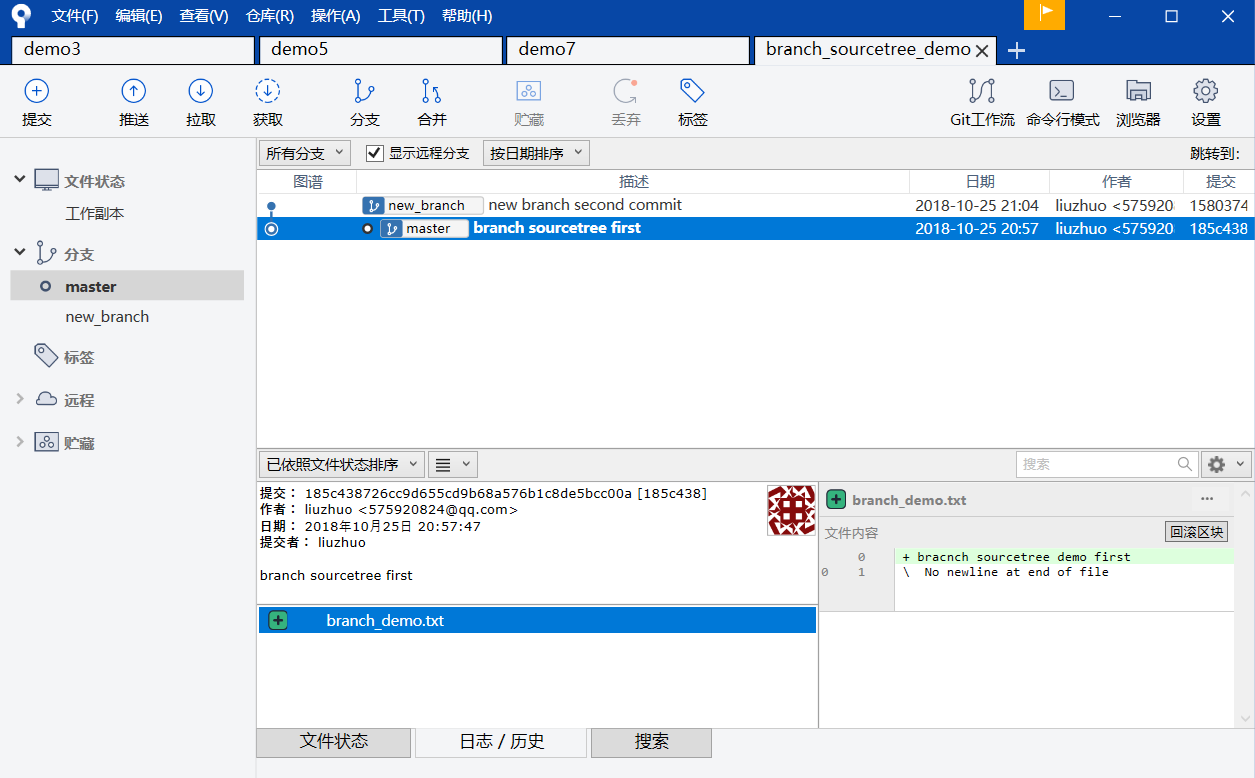 文件(F) 编辑(E) 查看(V) 仓库(R) 操作(A) 工具(T) 帮助(H)
demo3 demo5 demo7 branch_sourcetree_demo
提交 推送 拉取 获取 分支 合并 贮藏 丢弃 标签 Git工作流 命令行模式 浏览器 设置
所有分支 显示远程分支 按日期排序 跳转到:
图谱 描述 日期 作者 提交
new_branch new branch second commit 2018-10-25 21:04 liuzhuo <575920 1580374
master branch sourcetree first 2018-10-25 20:57 liuzhuo <575920 185c438
文件状态
工作副本
分支
master
new_branch
标签
远程
贮藏
已依照文件状态排序 搜索
提交： 185c438726cc9d655cd9b68a576b1c8de5bcc00a [185c438]
作者： liuzhuo <575920824@qq.com>
日期： 2018年10月25日 20:57:47
提交者： liuzhuo
branch sourcetree first
branch_demo.txt
branch_demo.txt ...
文件内容 回滚区块
0 + bracnch sourcetree demo first
0 1 \ No newline at end of file
文件状态 日志 / 历史 搜索